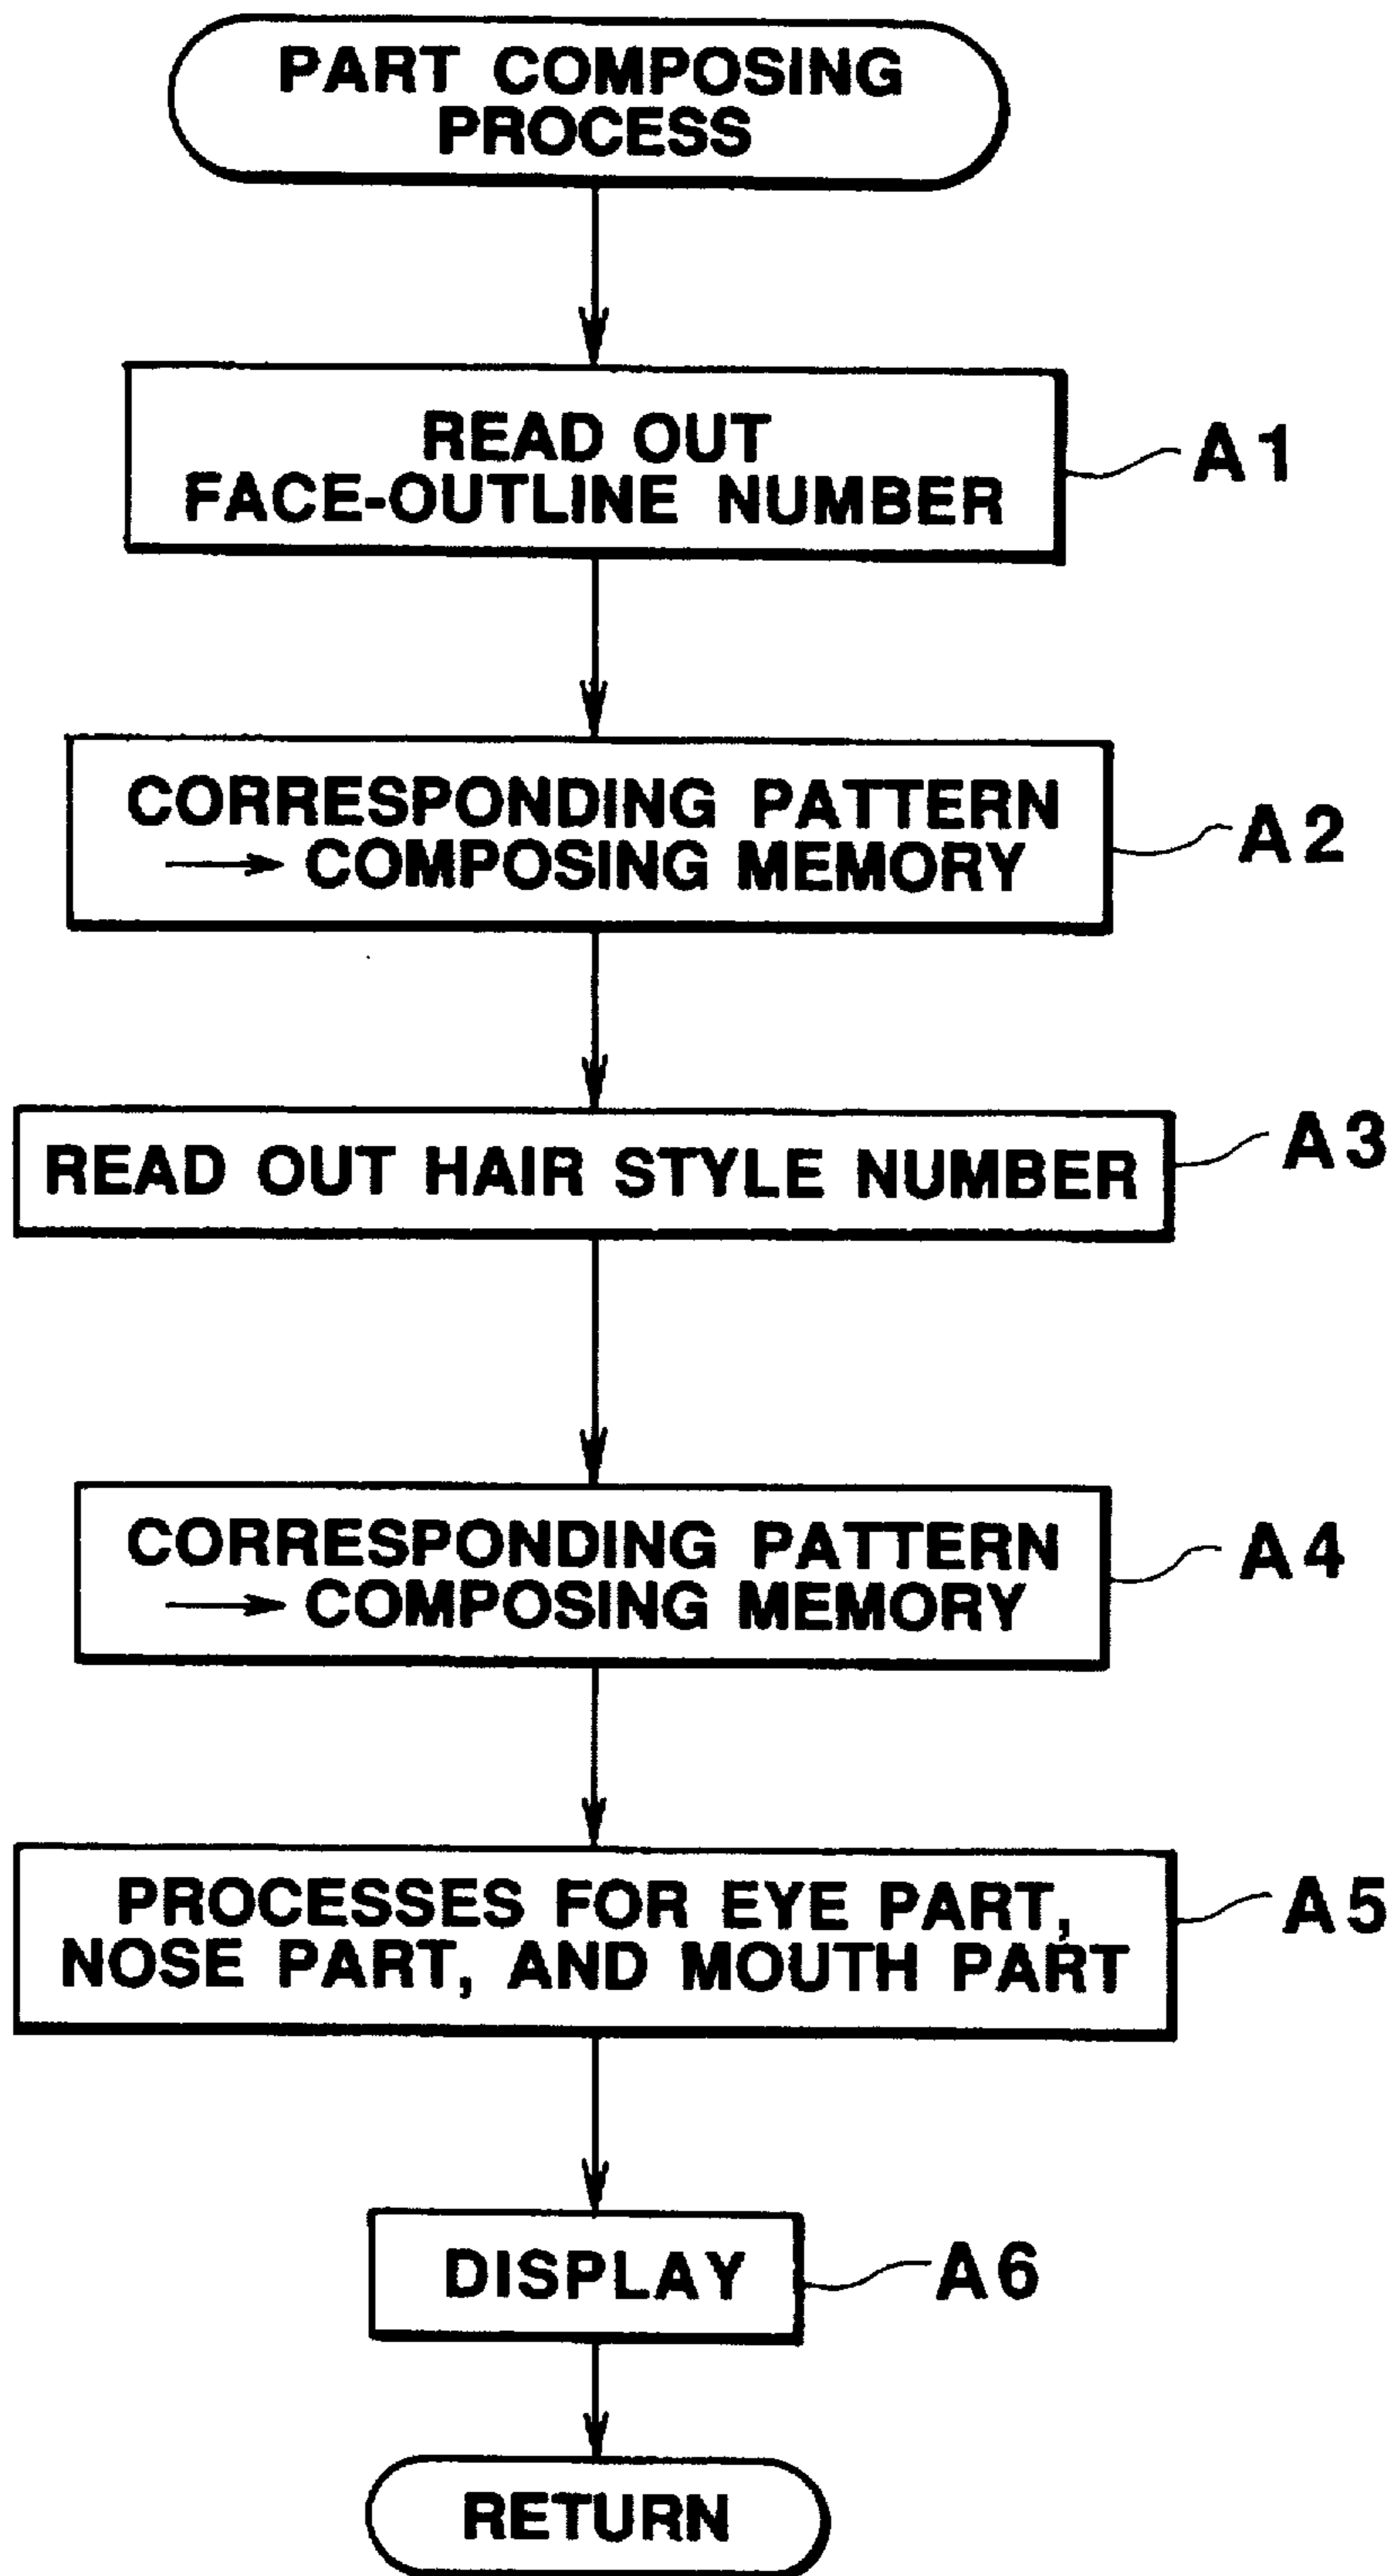 PART COMPOSING
PROCESS
READ OUT
FACE-OUTLINE NUMBER
A1
CORRESPONDING PATTERN
→ COMPOSING MEMORY
A2
READ OUT HAIR STYLE NUMBER
A3
CORRESPONDING PATTERN
→ COMPOSING MEMORY
A4
PROCESSES FOR EYE PART,
NOSE PART, AND MOUTH PART
A5
DISPLAY
A6
RETURN